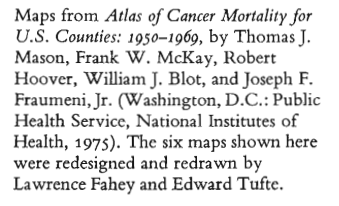 Maps from Atlas of Cancer Mortality for
U.S. Counties: 1950–1969, by Thomas J.
Mason, Frank W. McKay, Robert
Hoover, William J. Blot, and Joseph F.
Fraumeni, Jr. (Washington, D.C.: Public
Health Service, National Institutes of
Health, 1975). The six maps shown here
were redesigned and redrawn by
Lawrence Fahey and Edward Tufte.